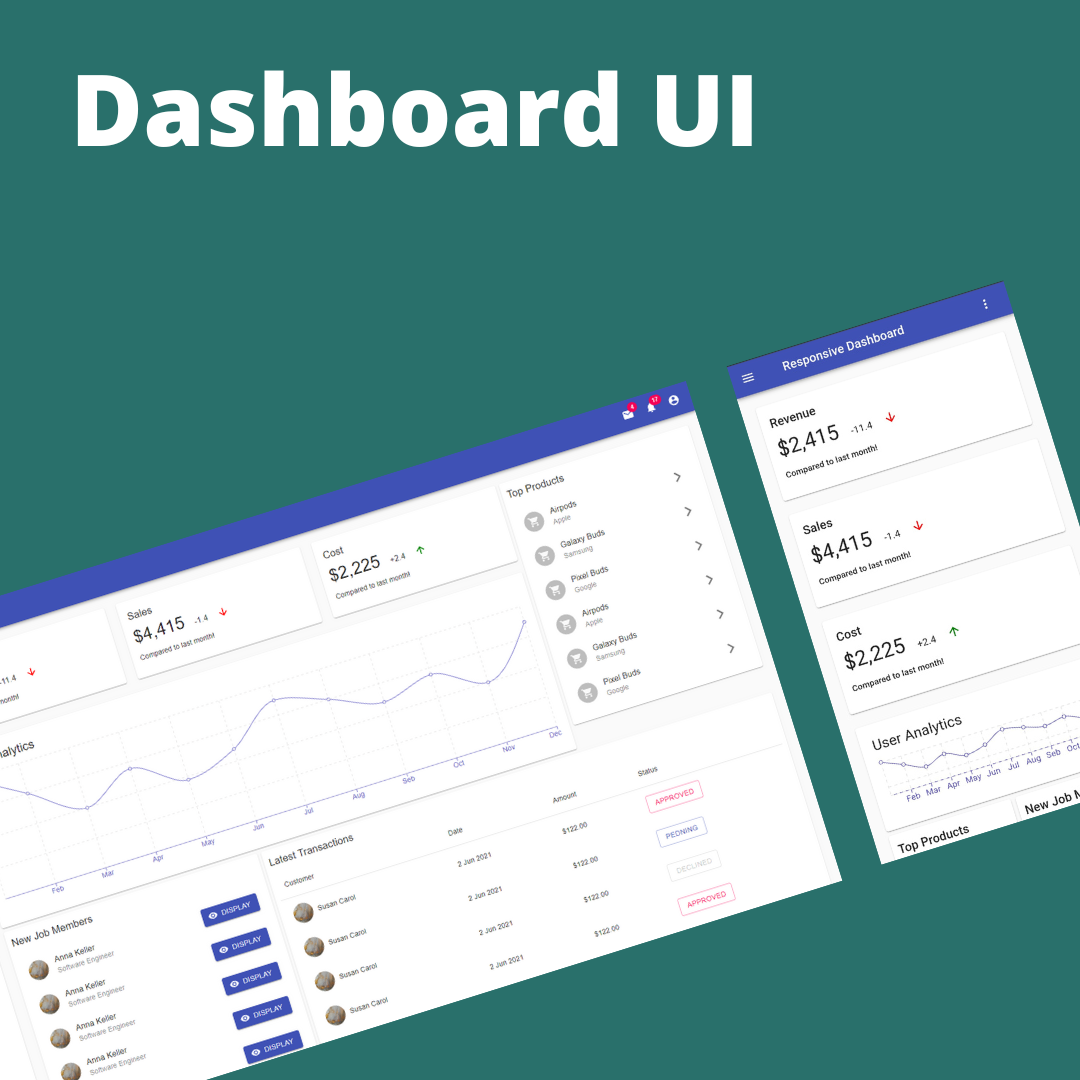 Dashboard UI
4
17
-11.4
Sales
$4,415 -1.4
Compared to last month!
Cost
$2,225 +2.4
Compared to last month!
Top Products
Airpods
Apple
Galaxy Buds
Samsung
Pixel Buds
Google
Airpods
Apple
Galaxy Buds
Samsung
Pixel Buds
Google
Feb Mar Apr May Jun Jul Aug Seb Oct Nov Dec
New Job Members
Anna Keller
Software Engineer
DISPLAY
Anna Keller
Software Engineer
DISPLAY
Anna Keller
Software Engineer
DISPLAY
Anna Keller
Software Engineer
DISPLAY
DISPLAY
Latest Transactions
Customer Date Amount Status
Susan Carol 2 Jun 2021 $122.00 APPROVED
Susan Carol 2 Jun 2021 $122.00 PEDNING
Susan Carol 2 Jun 2021 $122.00 DECLINED
Susan Carol 2 Jun 2021 $122.00 APPROVED
Responsive Dashboard
Revenue
$2,415 -11.4
Compared to last month!
Sales
$4,415 -1.4
Compared to last month!
Cost
$2,225 +2.4
Compared to last month!
User Analytics
Feb Mar Apr May Jun Jul Aug Seb Oct
Top Products
New Job M